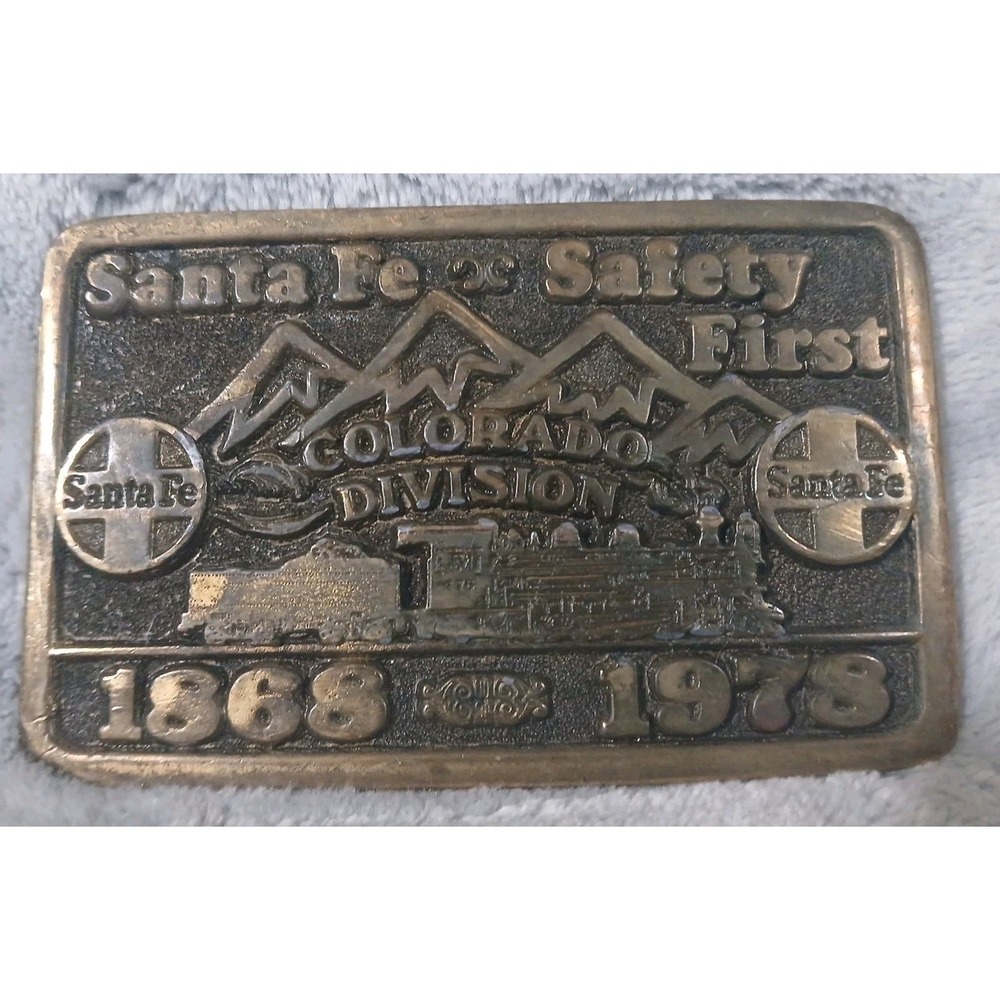 Santa Fe Safety
First
COLORADO
DIVISION
Santa Fe
Santa Fe
1868 1978